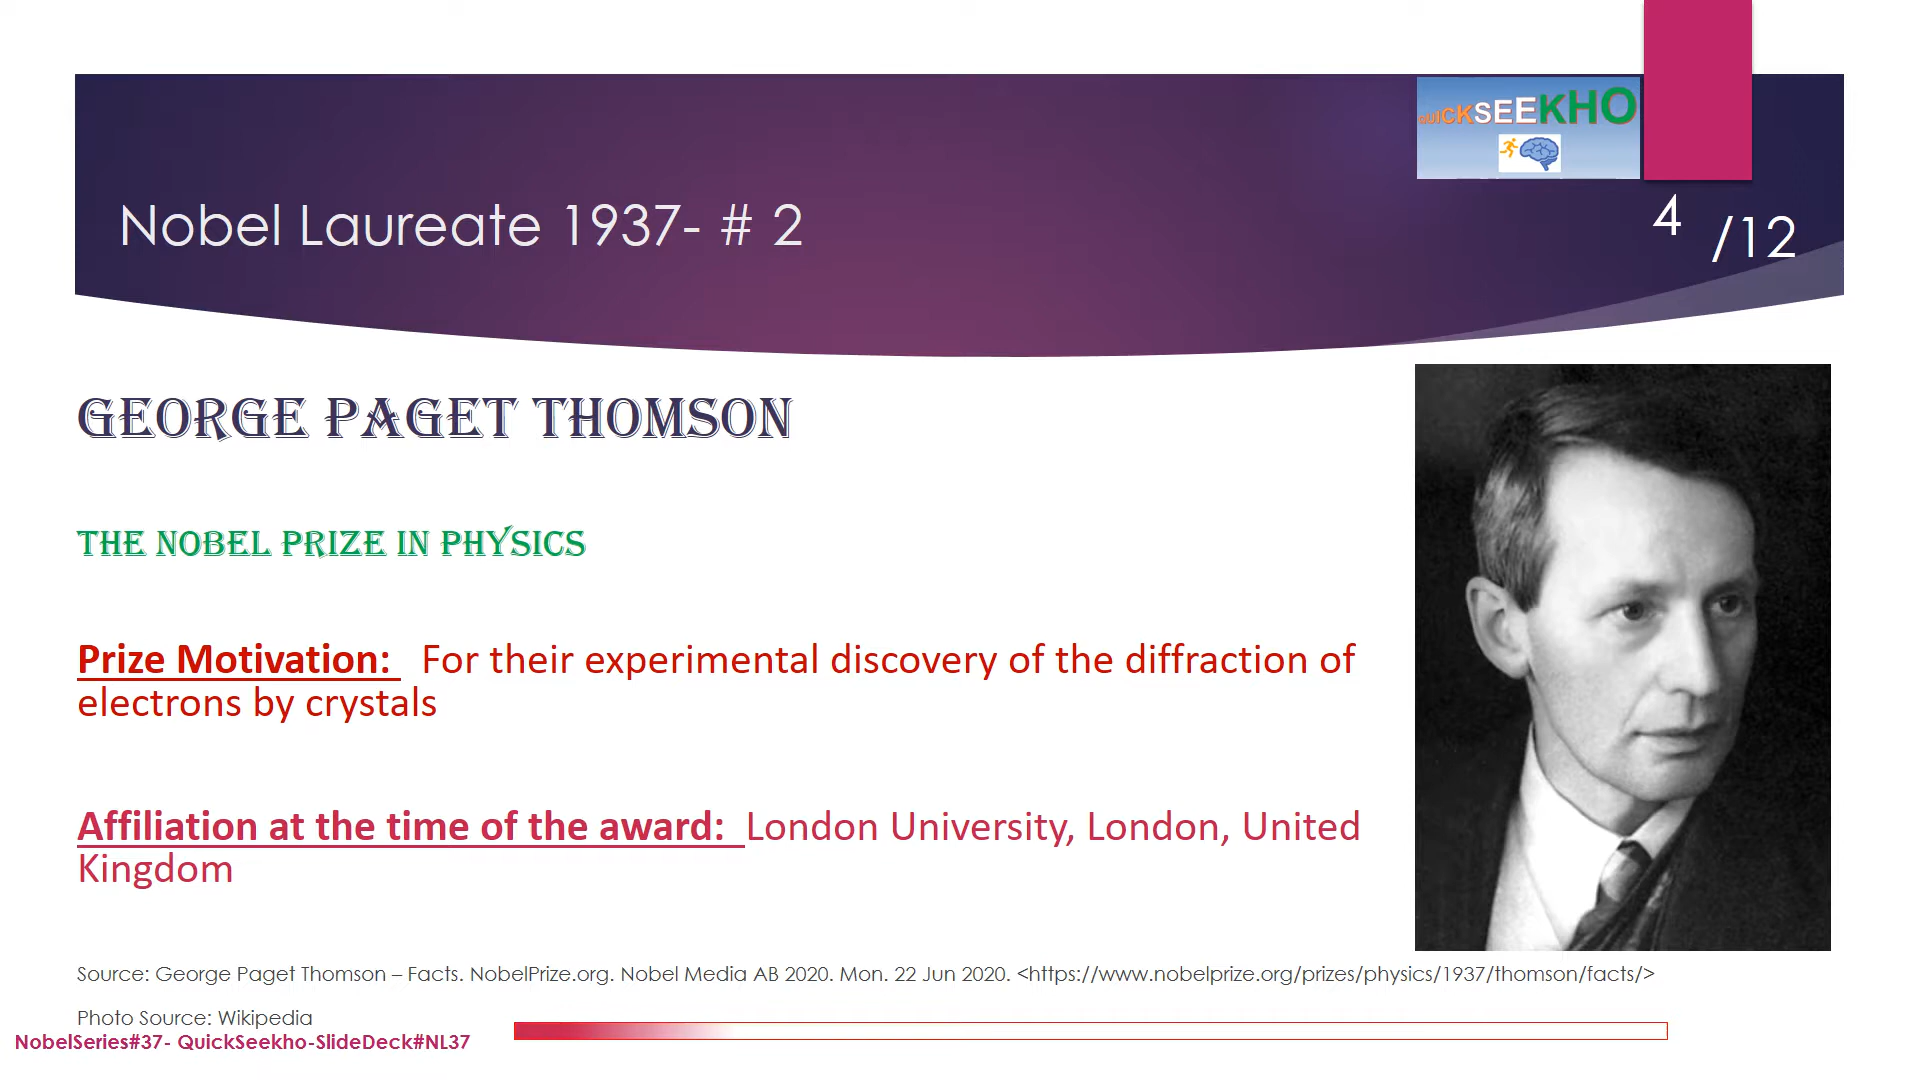 QUICKSEEKHO
Nobel Laureate 1937- # 2
4 /12
GEORGE PAGET THOMSON
THE NOBEL PRIZE IN PHYSICS
Prize Motivation: For their experimental discovery of the diffraction of
electrons by crystals
Affiliation at the time of the award: London University, London, United
Kingdom
Source: George Paget Thomson – Facts. NobelPrize.org. Nobel Media AB 2020. Mon. 22 Jun 2020. <https://www.nobelprize.org/prizes/physics/1937/thomson/facts/>
Photo Source: Wikipedia
NobelSeries#37- QuickSeekho-SlideDeck#NL37